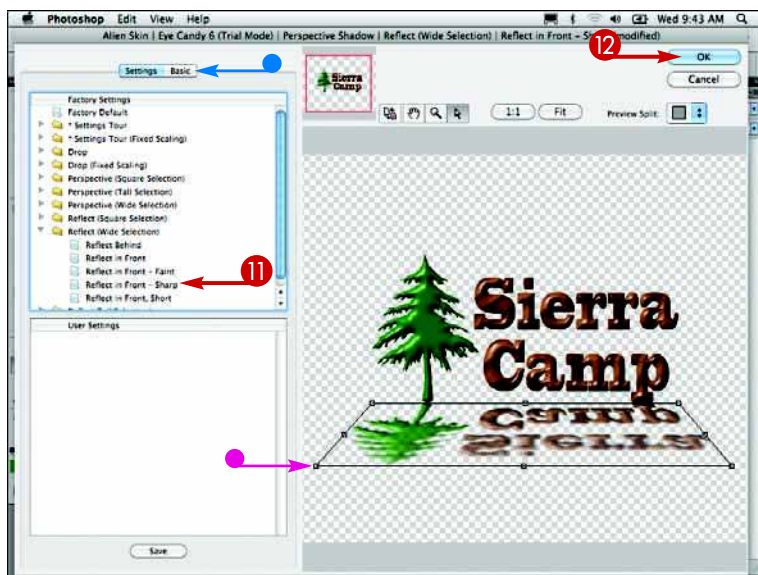 Photoshop Edit View Help Wed 9:43 AM
Alien Skin | Eye Candy 6 (Trial Mode) | Perspective Shadow | Reflect (Wide Selection) | Reflect in Front – modified)
12
OK
Cancel
Settings Basic
Sierra
Camp
1:1 Fit Preview Split:
Factory Settings
Factory Default
* Settings Tour
* Settings Tour (Fixed Scaling)
Drop
Drop (Fixed Scaling)
Perspective (Square Selection)
Perspective (Tall Selection)
Perspective (Wide Selection)
Reflect (Square Selection)
Reflect (Wide Selection)
Reflect Behind
Reflect in Front
Reflect in Front – Faint
Reflect in Front – Sharp
11
Reflect in Front, Short
User Settings
Sierra
Camp
Camp
Sierra
Save